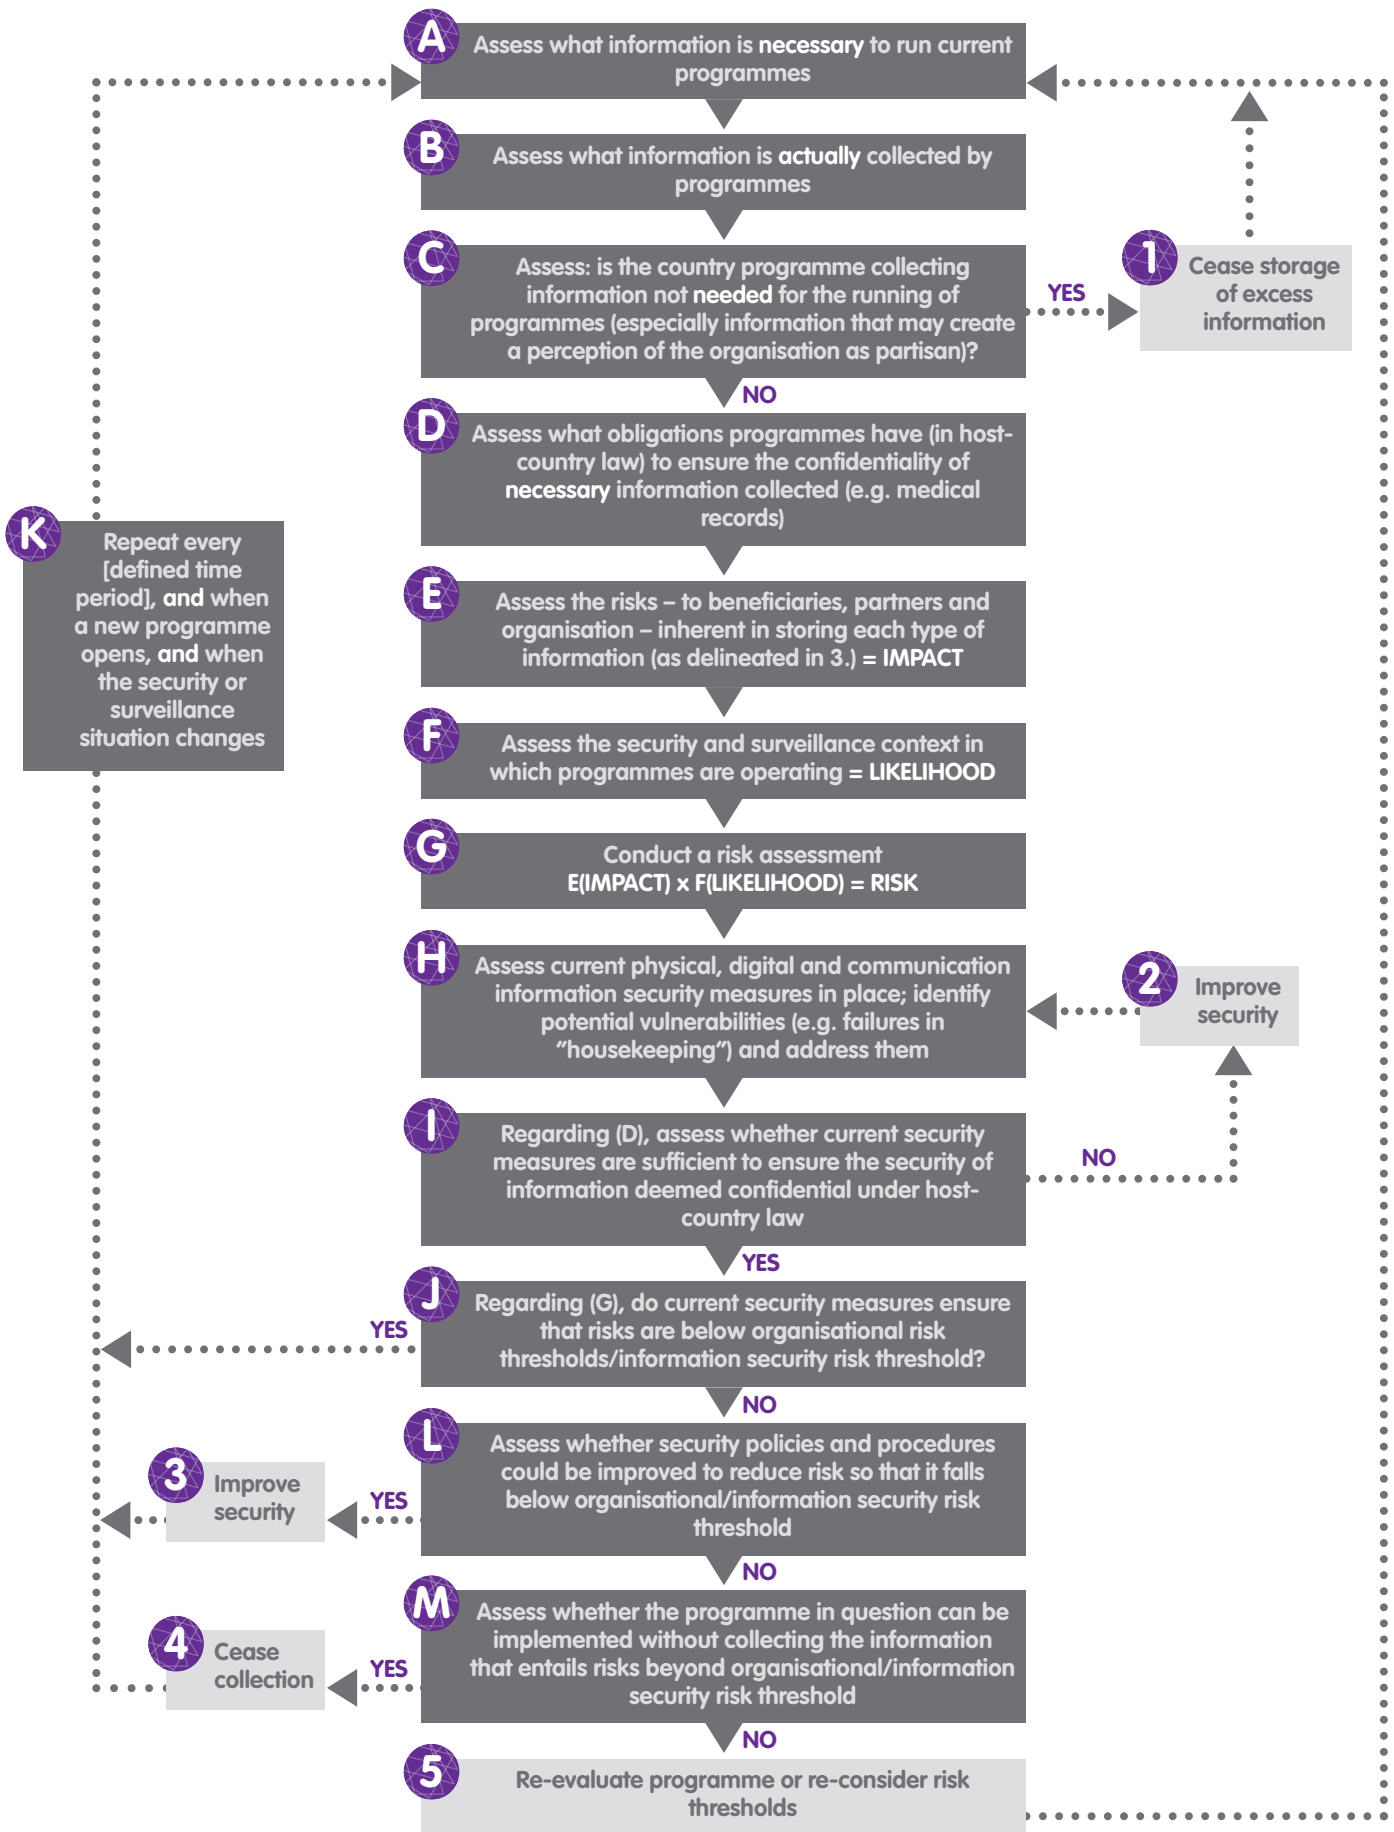 A
Assess what information is necessary to run current
programmes
B
Assess what information is actually collected by
programmes
C
Assess: is the country programme collecting
information not needed for the running of
programmes (especially information that may create
a perception of the organisation as partisan)?
YES
1
Cease storage
of excess
information
NO
D
Assess what obligations programmes have (in host-
country law) to ensure the confidentiality of
necessary information collected (e.g. medical
records)
K
Repeat every
[defined time
period], and when
a new programme
opens, and when
the security or
surveillance
situation changes
E
Assess the risks – to beneficiaries, partners and
organisation – inherent in storing each type of
information (as delineated in 3.) = IMPACT
F
Assess the security and surveillance context in
which programmes are operating = LIKELIHOOD
G
Conduct a risk assessment
E(IMPACT) x F(LIKELIHOOD) = RISK
H
Assess current physical, digital and communication
information security measures in place; identify
potential vulnerabilities (e.g. failures in
"housekeeping") and address them
2
Improve
security
I
Regarding (D), assess whether current security
measures are sufficient to ensure the security of
information deemed confidential under host-
country law
NO
YES
J
Regarding (G), do current security measures ensure
that risks are below organisational risk
thresholds/information security risk threshold?
YES
NO
L
Assess whether security policies and procedures
could be improved to reduce risk so that it falls
below organisational/information security risk
threshold
YES
3
Improve
security
NO
M
Assess whether the programme in question can be
implemented without collecting the information
that entails risks beyond organisational/information
security risk threshold
YES
4
Cease
collection
NO
5
Re-evaluate programme or re-consider risk
thresholds